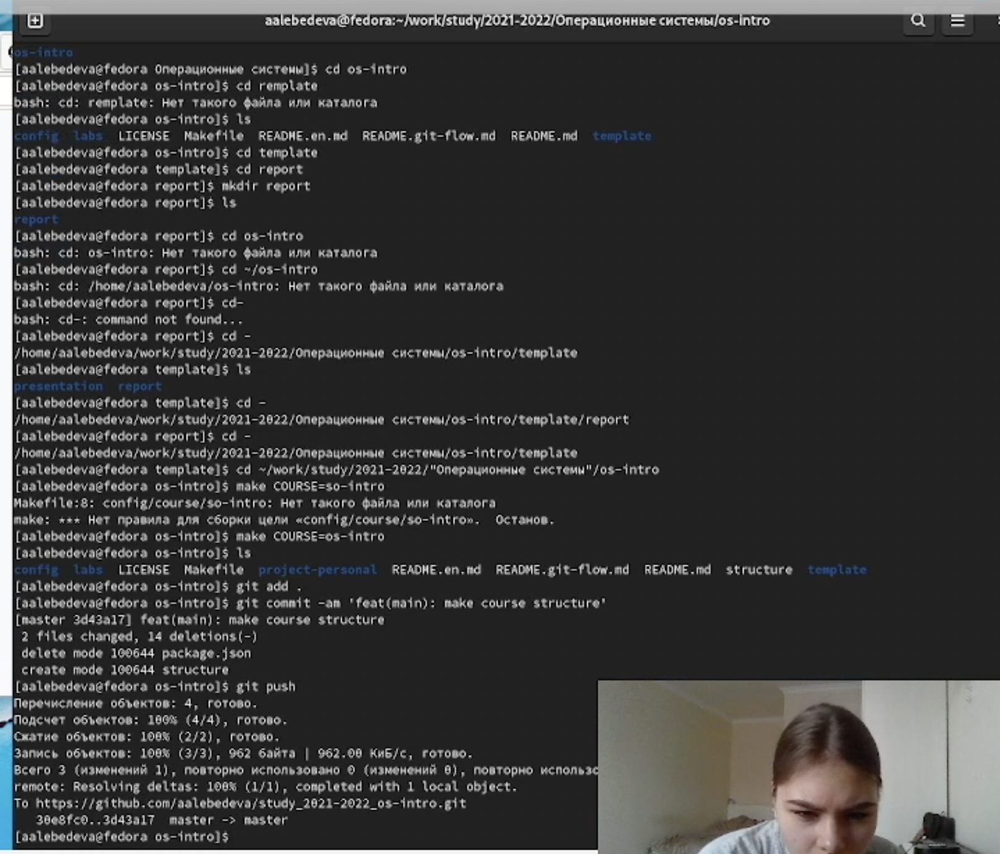 aalebedeva@fedora:~/work/study/2021-2022/Операционные системы/os-intro
os-intro
[aalebedeva@fedora Операционные системы]$ cd os-intro
[aalebedeva@fedora os-intro]$ cd remplate
bash: cd: remplate: Нет такого файла или каталога
[aalebedeva@fedora os-intro]$ ls
config labs LICENSE Makefile README.en.md README.git-flow.md README.md template
[aalebedeva@fedora os-intro]$ cd template
[aalebedeva@fedora template]$ cd report
[aalebedeva@fedora report]$ mkdir report
[aalebedeva@fedora report]$ ls
report
[aalebedeva@fedora report]$ cd os-intro
bash: cd: os-intro: Нет такого файла или каталога
[aalebedeva@fedora report]$ cd ~/os-intro
bash: cd: /home/aalebedeva/os-intro: Нет такого файла или каталога
[aalebedeva@fedora report]$ cd-
bash: cd-: command not found...
[aalebedeva@fedora report]$ cd -
/home/aalebedeva/work/study/2021-2022/Операционные системы/os-intro/template
[aalebedeva@fedora template]$ ls
presentation report
[aalebedeva@fedora template]$ cd -
/home/aalebedeva/work/study/2021-2022/Операционные системы/os-intro/template/report
[aalebedeva@fedora report]$ cd -
/home/aalebedeva/work/study/2021-2022/Операционные системы/os-intro/template
[aalebedeva@fedora template]$ cd ~/work/study/2021-2022/"Операционные системы"/os-intro
[aalebedeva@fedora os-intro]$ make COURSE=so-intro
Makefile:8: config/course/so-intro: Нет такого файла или каталога
make: *** Нет правила для сборки цели «config/course/so-intro». Останов.
[aalebedeva@fedora os-intro]$ make COURSE=os-intro
[aalebedeva@fedora os-intro]$ ls
config labs LICENSE Makefile project-personal README.en.md README.git-flow.md README.md structure template
[aalebedeva@fedora os-intro]$ git add .
[aalebedeva@fedora os-intro]$ git commit -am 'feat(main): make course structure'
[master 3d43a17] feat(main): make course structure
2 files changed, 14 deletions(-)
delete mode 100644 package.json
create mode 100644 structure
[aalebedeva@fedora os-intro]$ git push
Перечисление объектов: 4, готово.
Подсчет объектов: 100% (4/4), готово.
Сжатие объектов: 100% (2/2), готово.
Запись объектов: 100% (3/3), 962 байта | 962.00 КиБ/с, готово.
Всего 3 (изменений 1), повторно использовано 0 (изменений 0), повторно использо
remote: Resolving deltas: 100% (1/1), completed with 1 local object.
To https://github.com/aalebedeva/study_2021-2022_os-intro.git
30e8fc0..3d43a17 master -> master
[aalebedeva@fedora os-intro]$